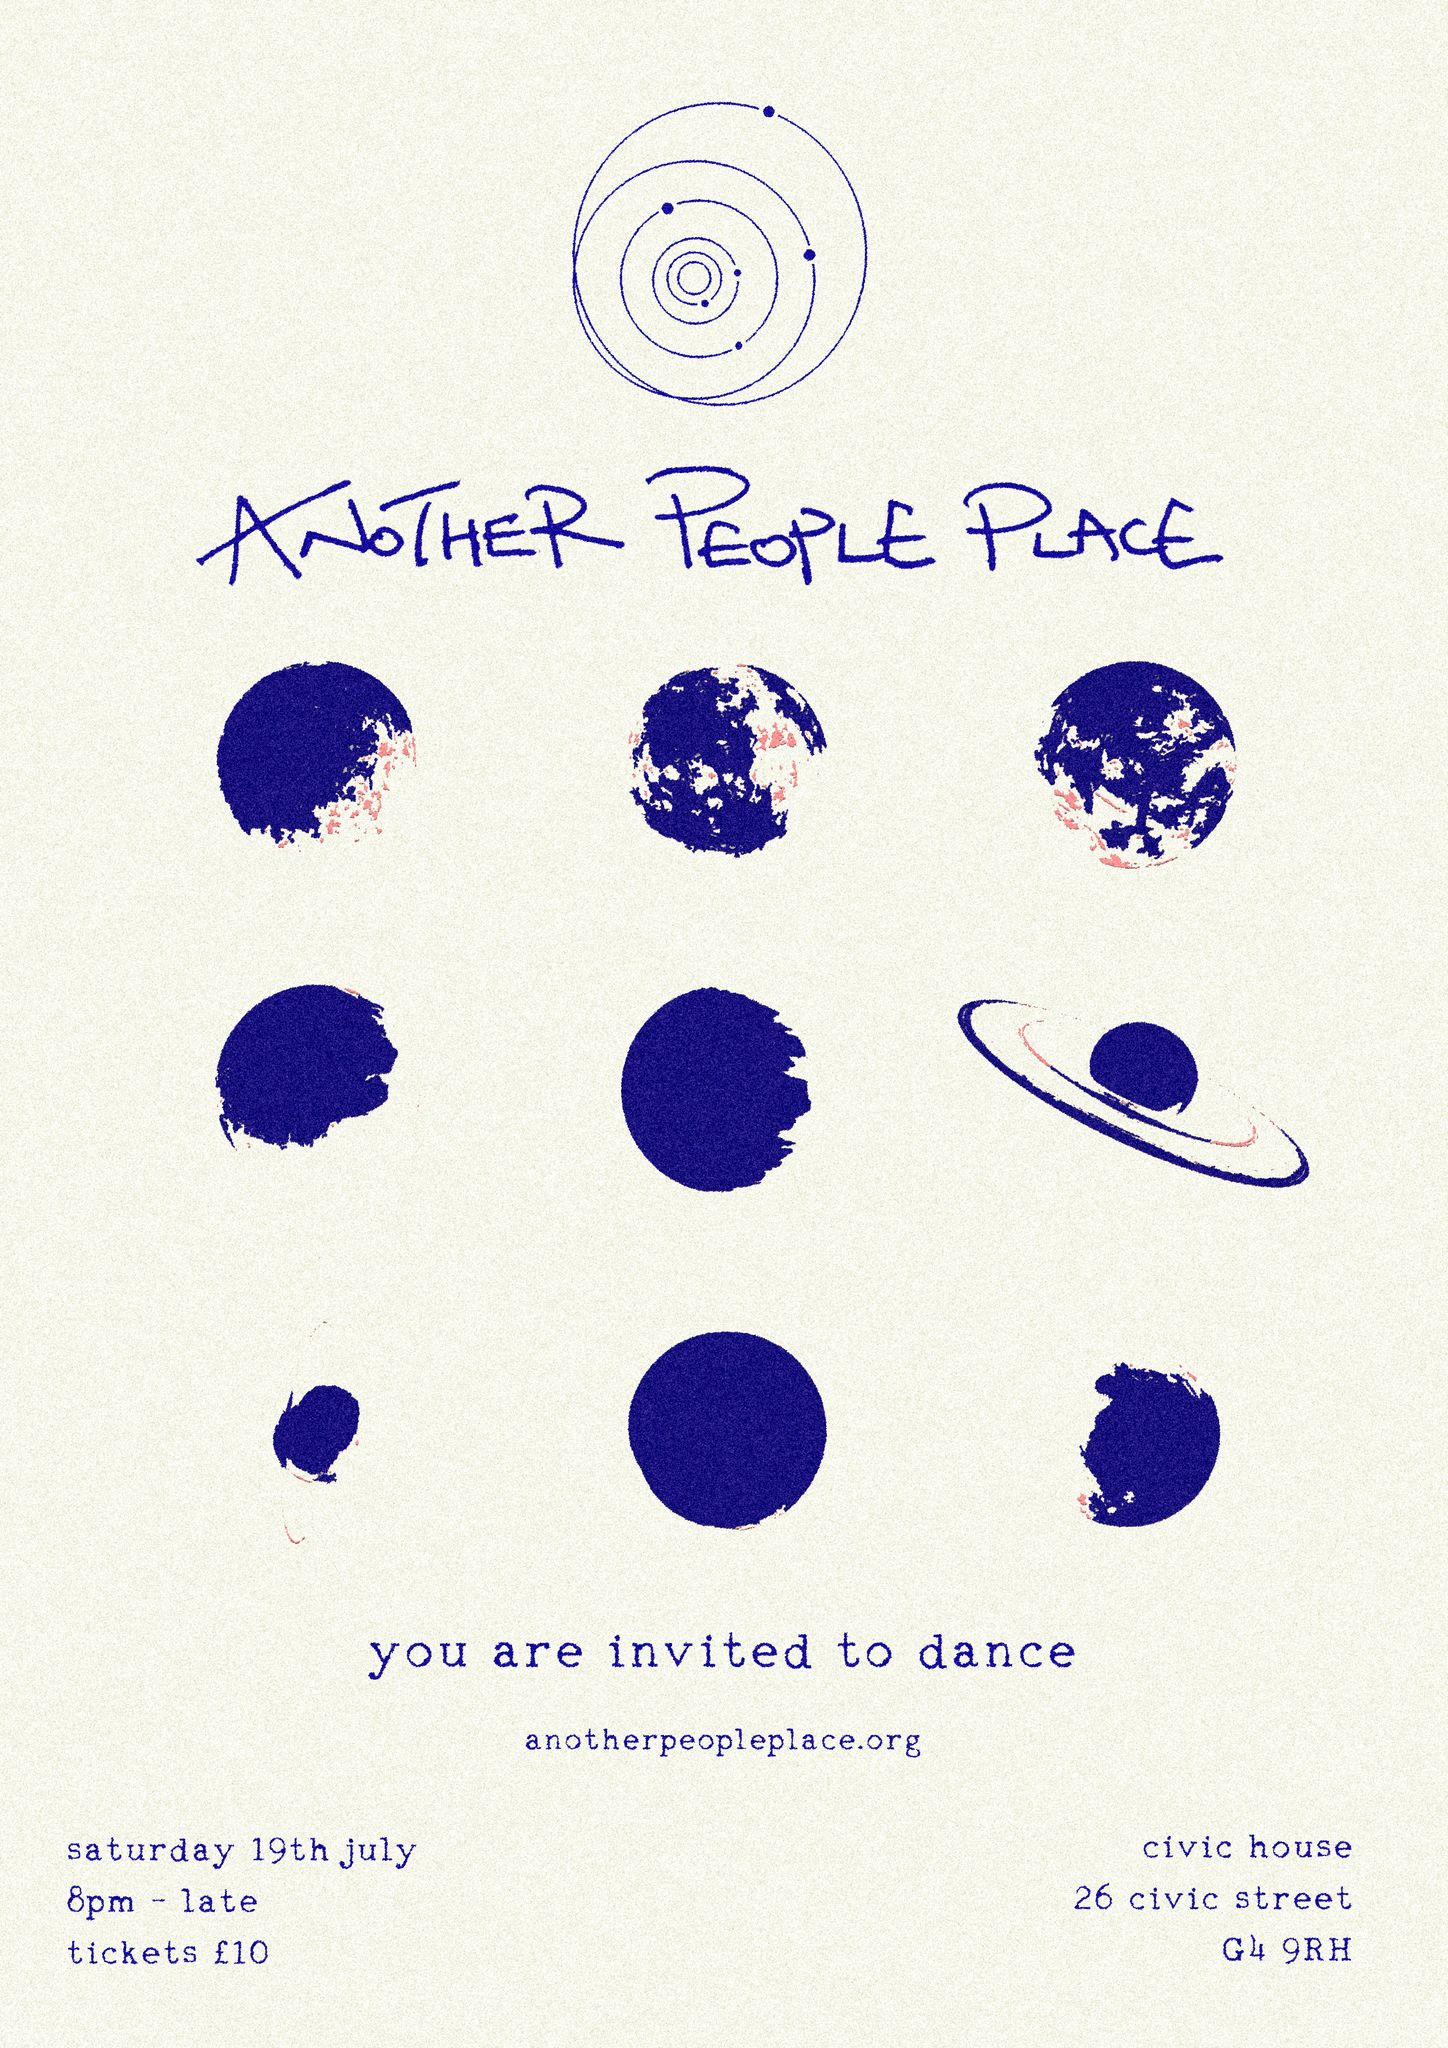 ANOTHER PEOPLE PLACE
you are invited to dance
anotherpeopleplace.org
saturday 19th july
8pm - late
tickets £10
civic house
26 civic street
G4 9RH